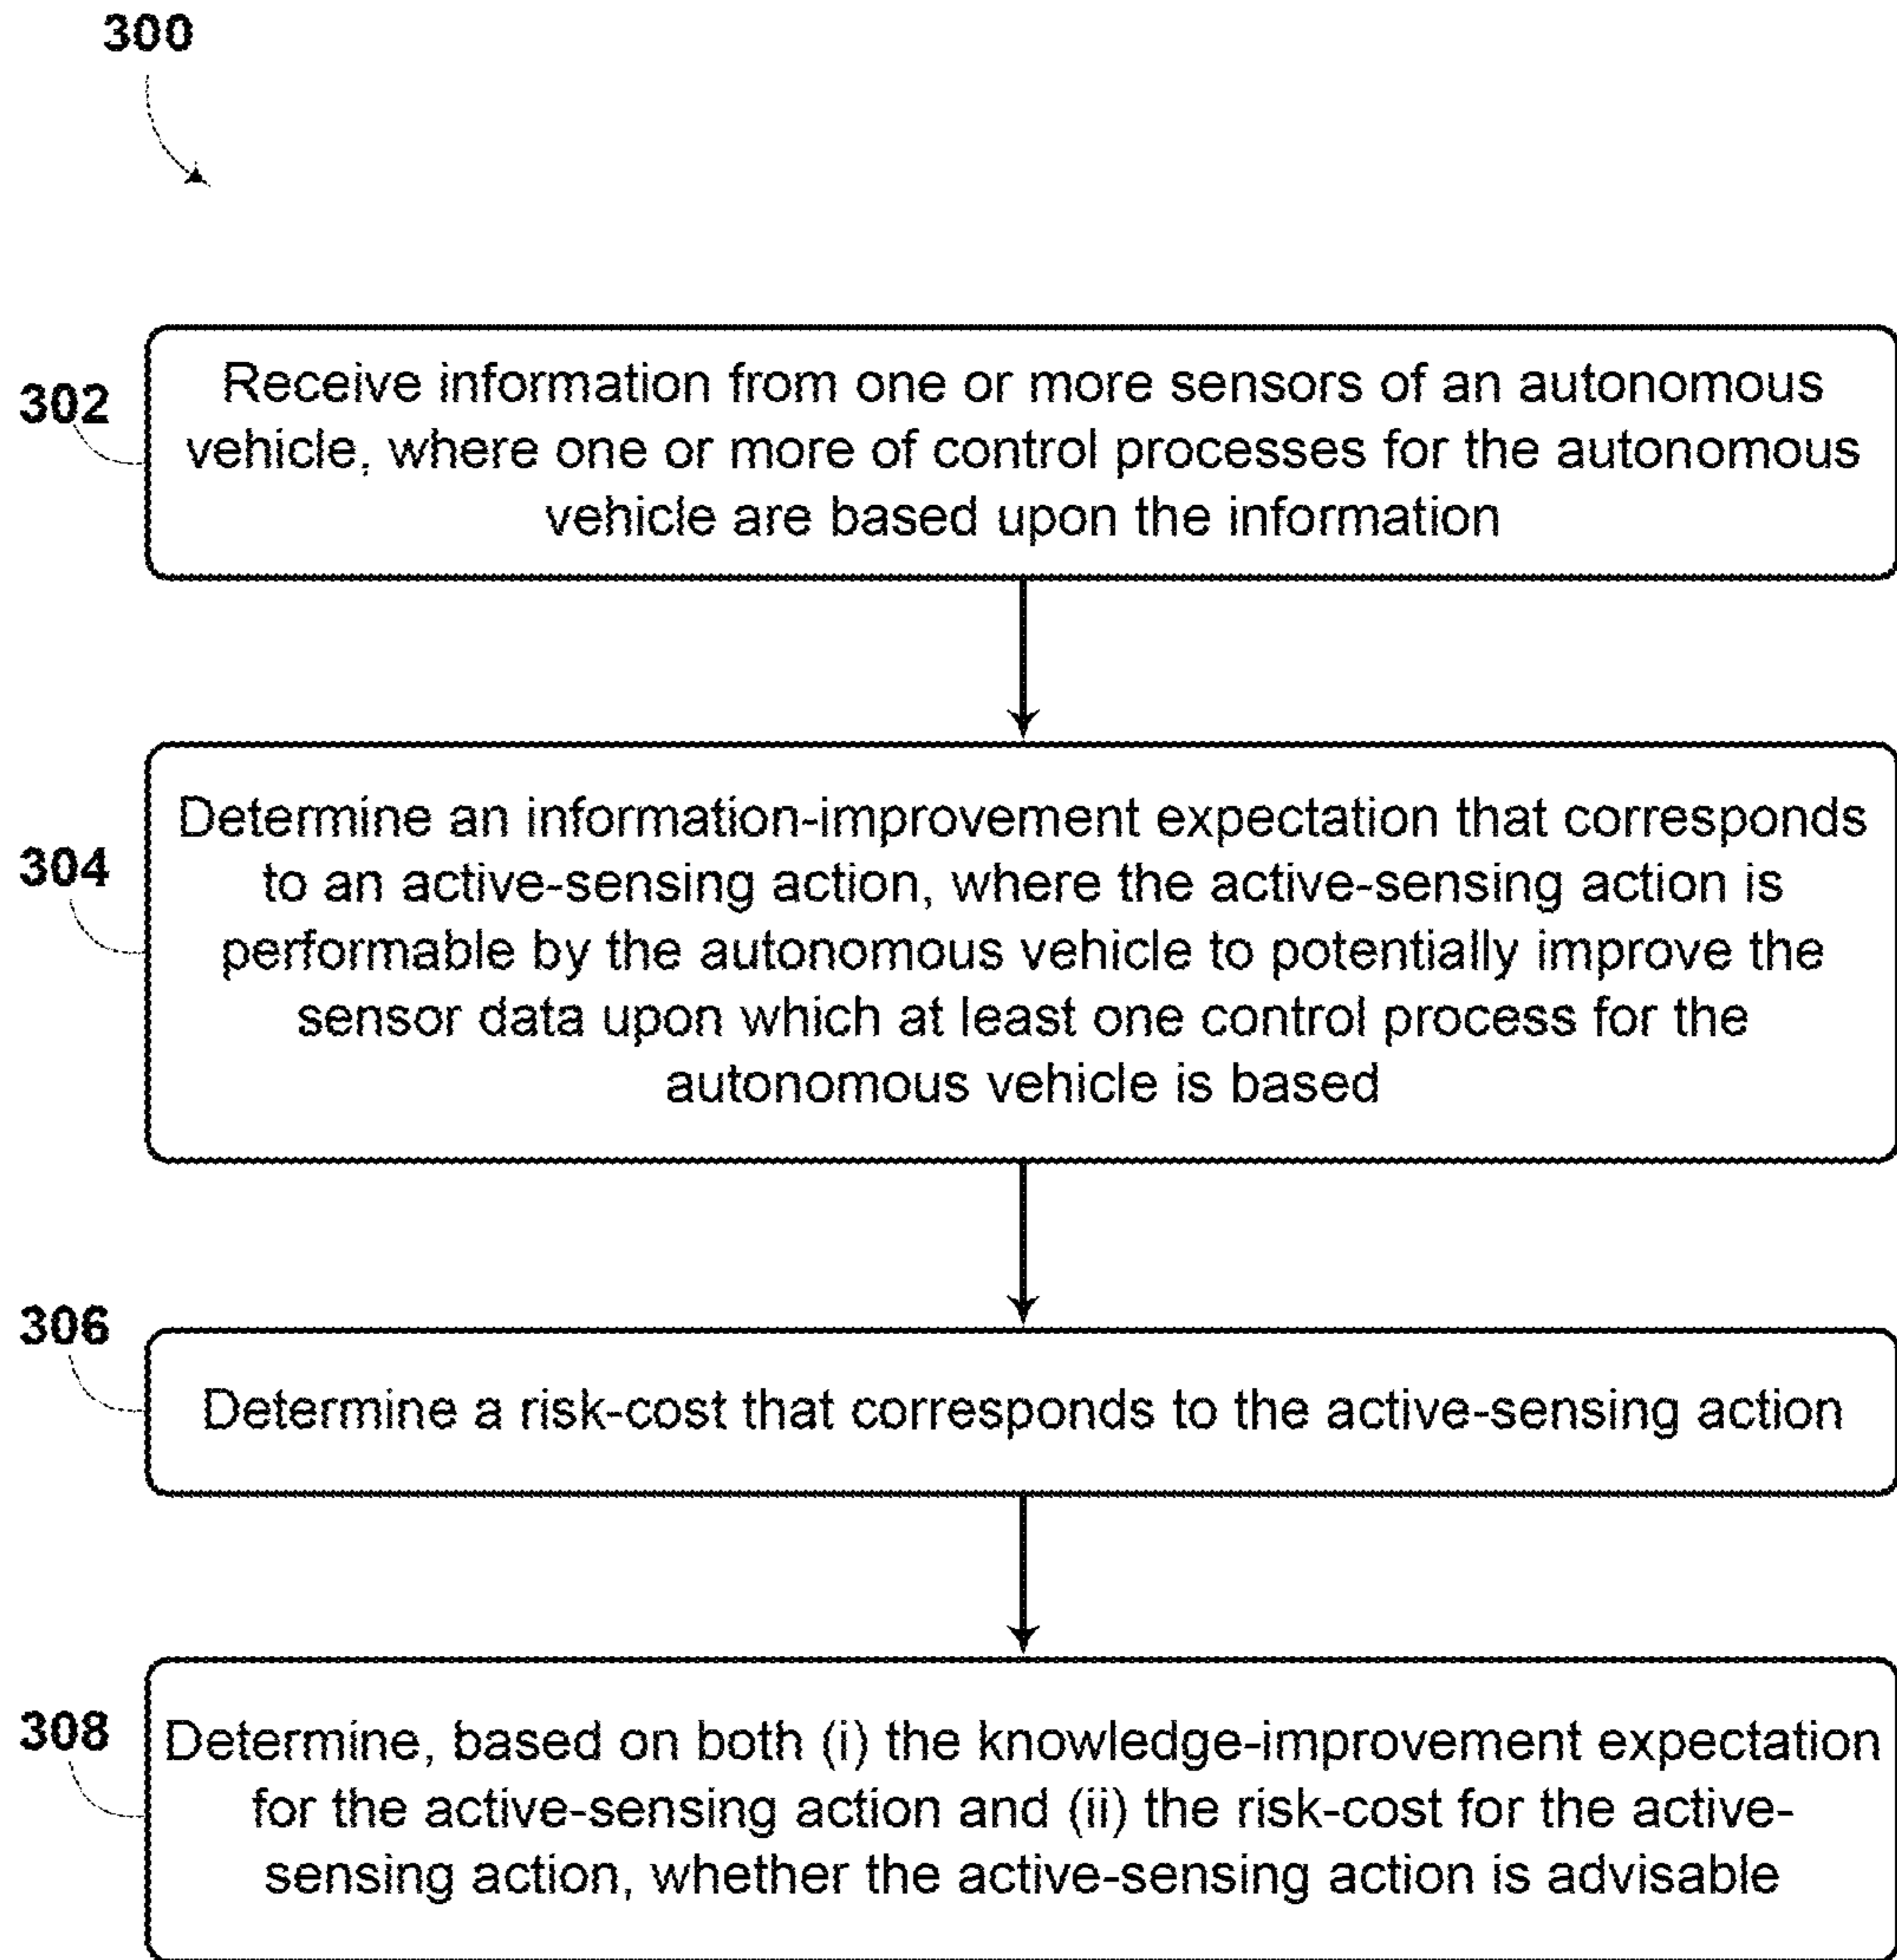 300
302
Receive information from one or more sensors of an autonomous
vehicle, where one or more of control processes for the autonomous
vehicle are based upon the information
304
Determine an information-improvement expectation that corresponds
to an active-sensing action, where the active-sensing action is
performable by the autonomous vehicle to potentially improve the
sensor data upon which at least one control process for the
autonomous vehicle is based
306
Determine a risk-cost that corresponds to the active-sensing action
308
Determine, based on both (i) the knowledge-improvement expectation
for the active-sensing action and (ii) the risk-cost for the active-
sensing action, whether the active-sensing action is advisable